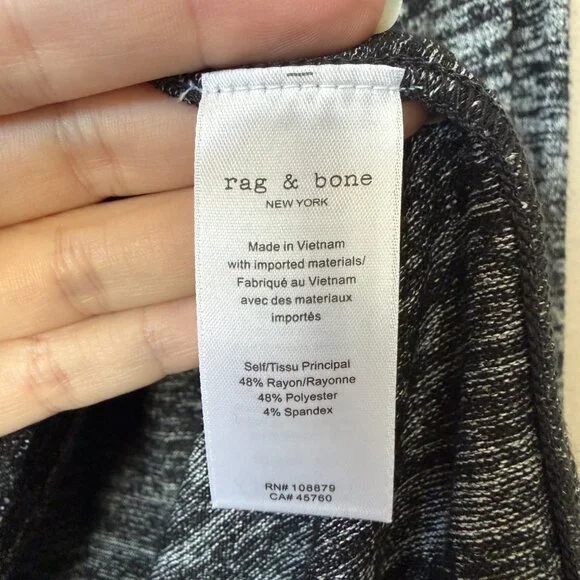 rag & bone
NEW YORK
Made in Vietnam
with imported materials/
Fabriqué au Vietnam
avec des materiaux
importés
Self/Tissu Principal
48% Rayon/Rayonne
48% Polyester
4% Spandex
RN# 108879
CA# 45760